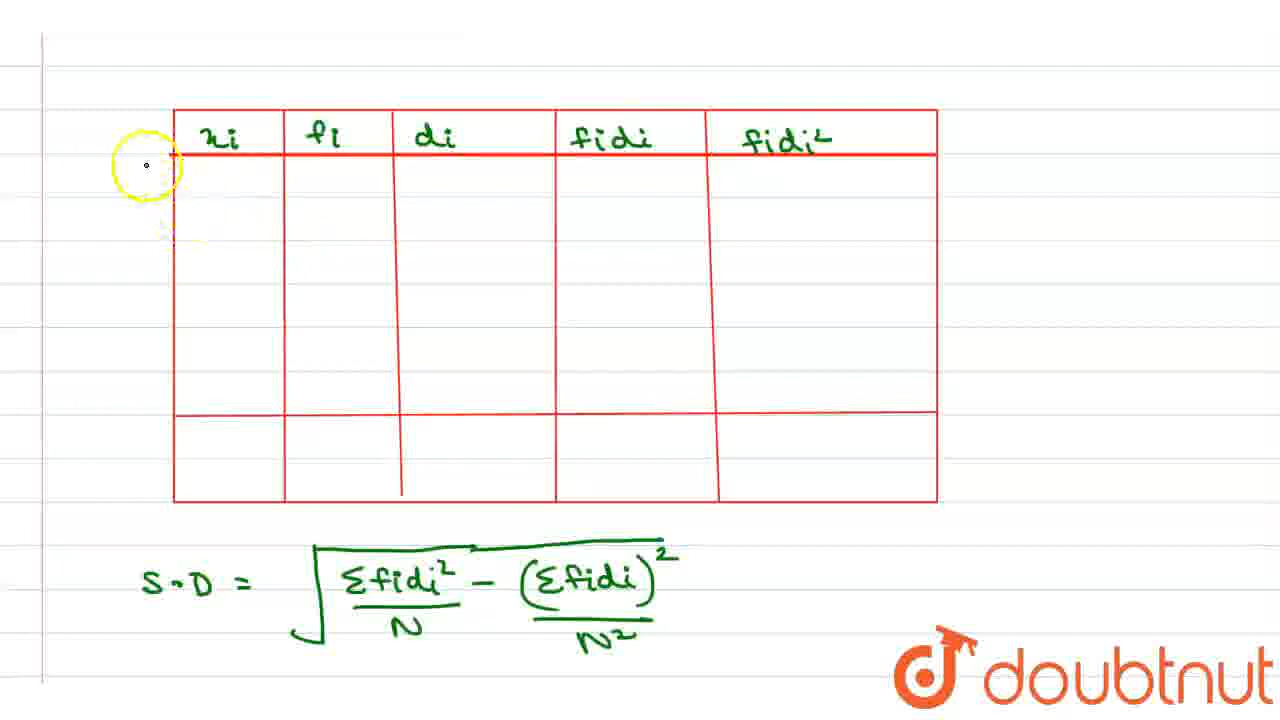 xi fi di fidi fidi²
S.D = √(Σfidi²/N - (Σfidi)²/N²)
doubtnut